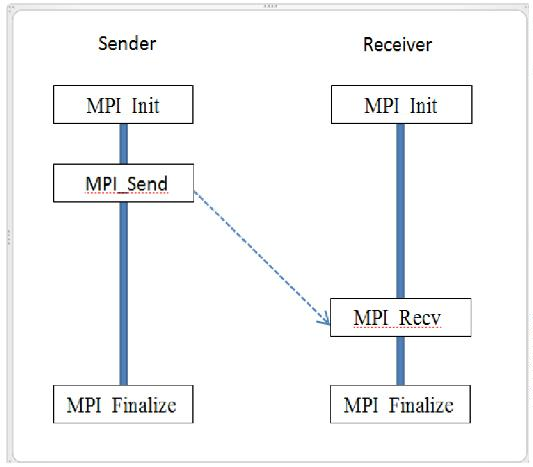 Sender Receiver
MPI Init MPI Init
MPI_Send
MPI Recv
MPI Finalize MPI Finalize